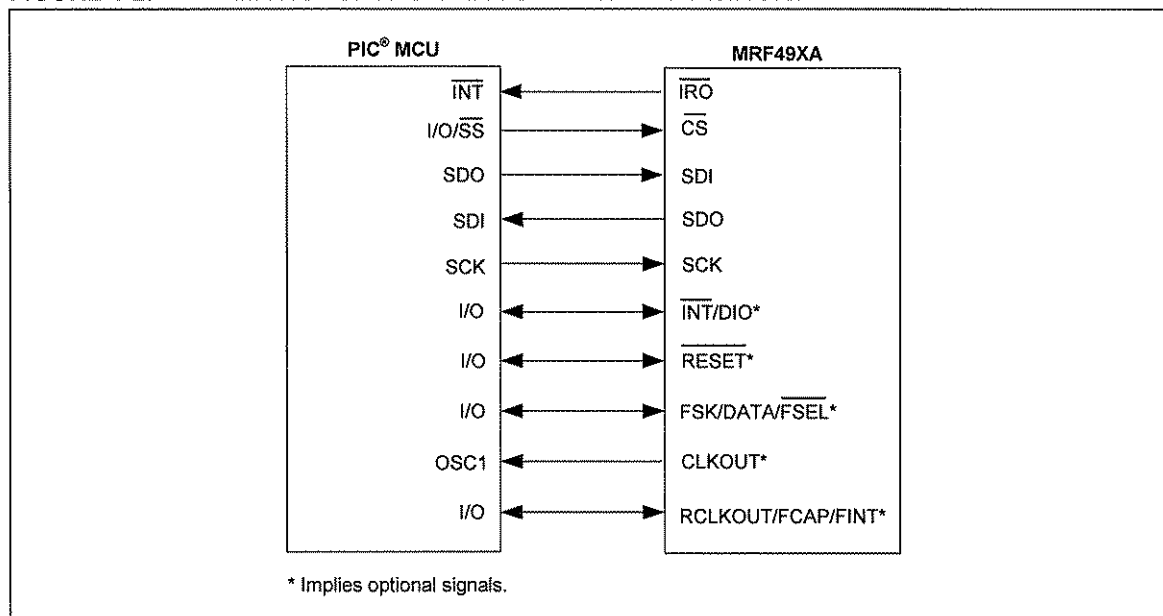 PIC® MCU MRF49XA
INT IRO
I/O/SS CS
SDO SDI
SDI SDO
SCK SCK
I/O INT/DIO*
I/O RESET*
I/O FSK/DATA/FSEL*
OSC1 CLKOUT*
I/O RCLKOUT/FCAP/FINT*
* Implies optional signals.